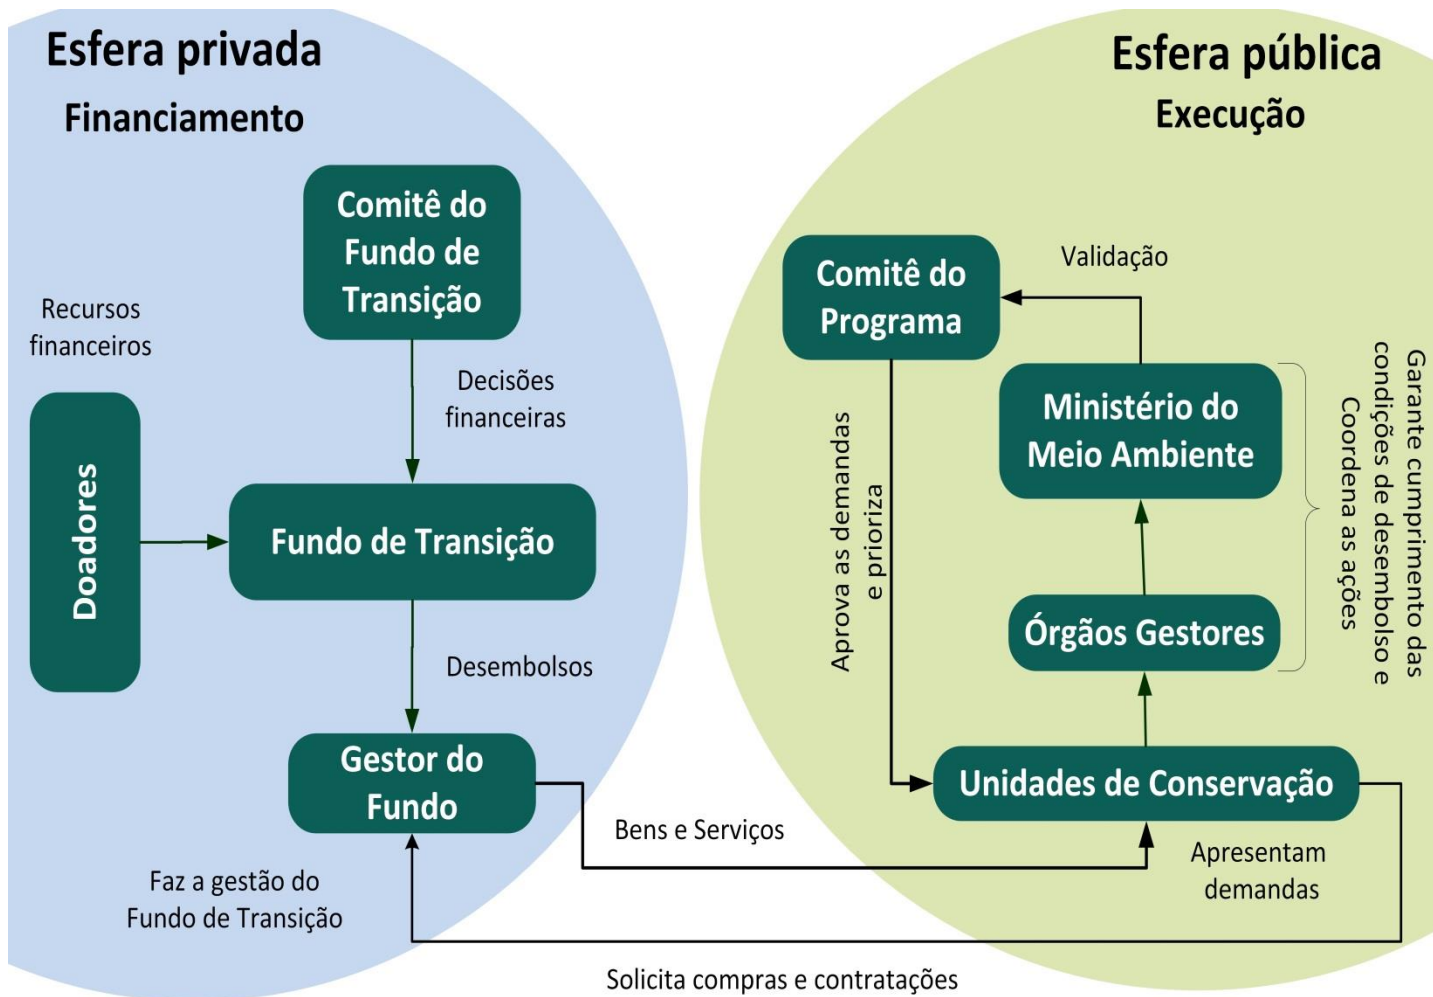 Esfera privada
Financiamento
Comitê do
Fundo de
Transição
Recursos
financeiros
Decisões
financeiras
Doadores
Fundo de Transição
Desembolsos
Gestor do
Fundo
Faz a gestão do
Fundo de Transição
Bens e Serviços
Solicita compras e contratações
Esfera pública
Execução
Comitê do
Programa
Validação
Ministério do
Meio Ambiente
Garante cumprimento das
condições de desembolso e
Coordena as ações
Aprova as demandas
e prioriza
Órgãos Gestores
Unidades de Conservação
Apresentam
demandas